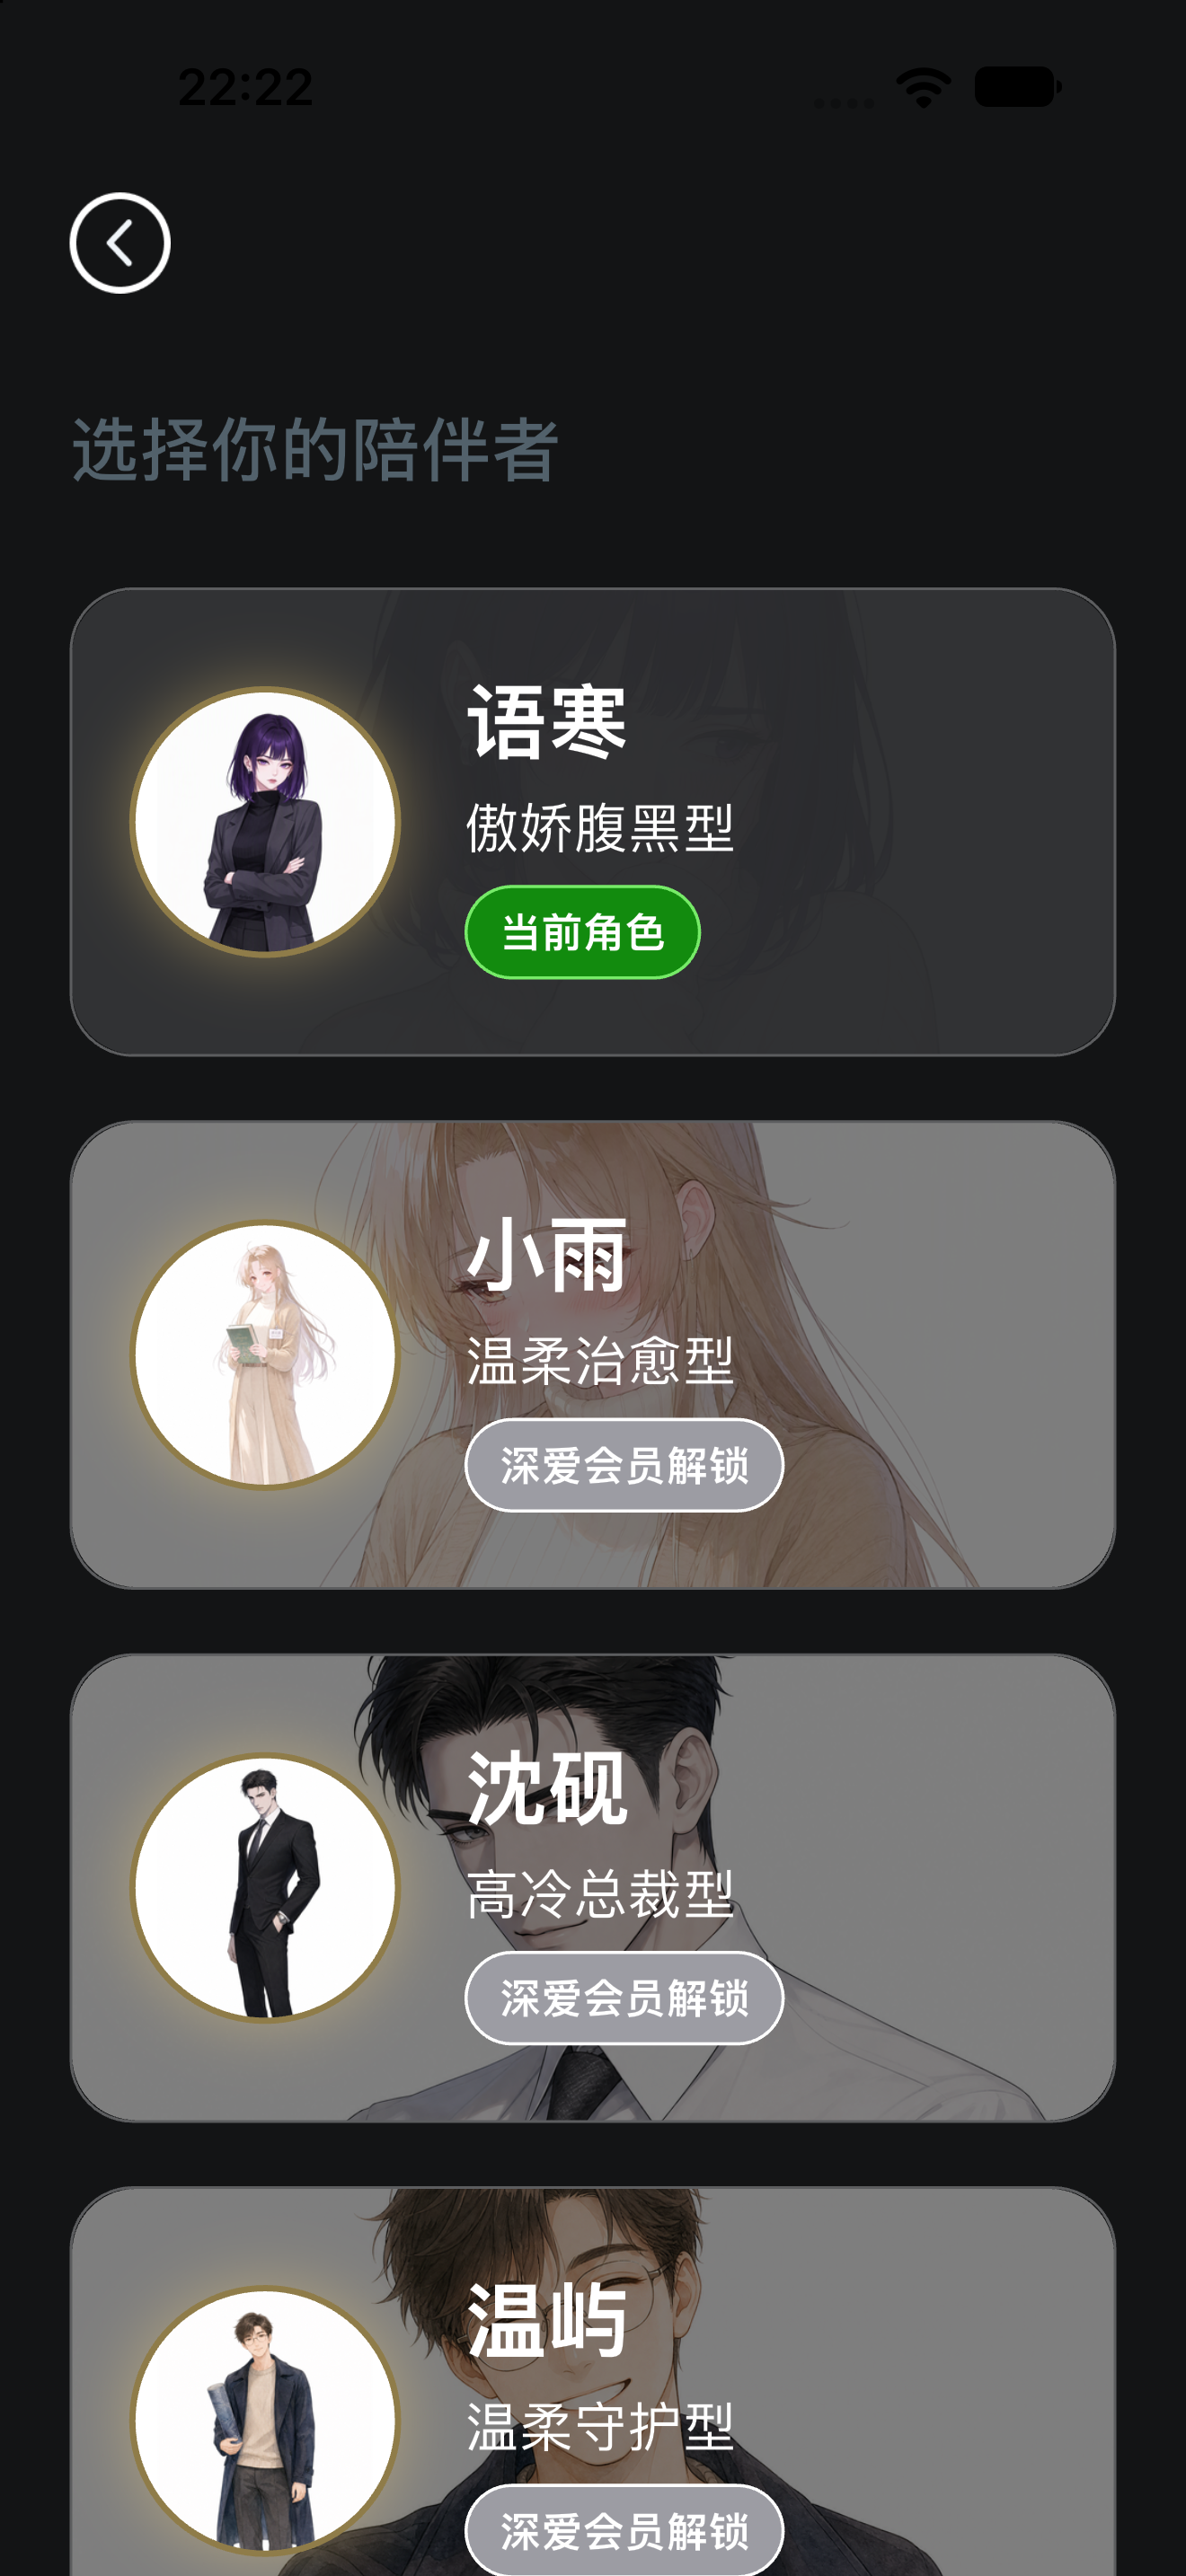 22:22
选择你的陪伴者
语寒
傲娇腹黑型
当前角色
小雨
温柔治愈型
深爱会员解锁
沈砚
高冷总裁型
深爱会员解锁
温屿
温柔守护型
深爱会员解锁